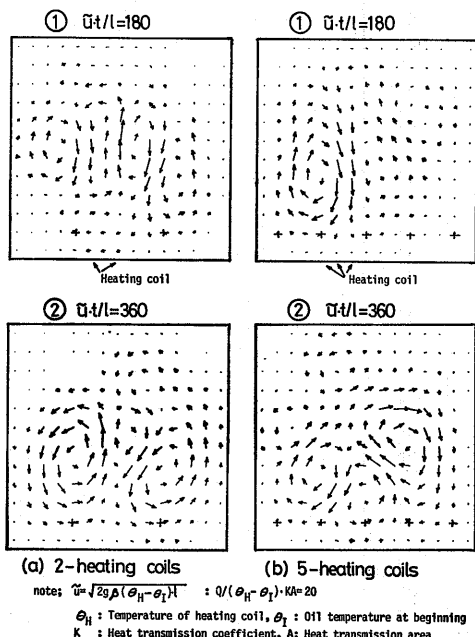 ① ũ·t/l=180
① ũ·t/l=180
Heating coil
Heating coil
② ũ·t/l=360
② ũ·t/l=360
(a) 2-heating coils
(b) 5-heating coils
note; ũ=√2gβ(θH-θI)l : Q/(θH-θI)·KA=20
θH : Temperature of heating coil, θI : Oil temperature at beginning
K : Heat transmission coefficient, A: Heat transmission area